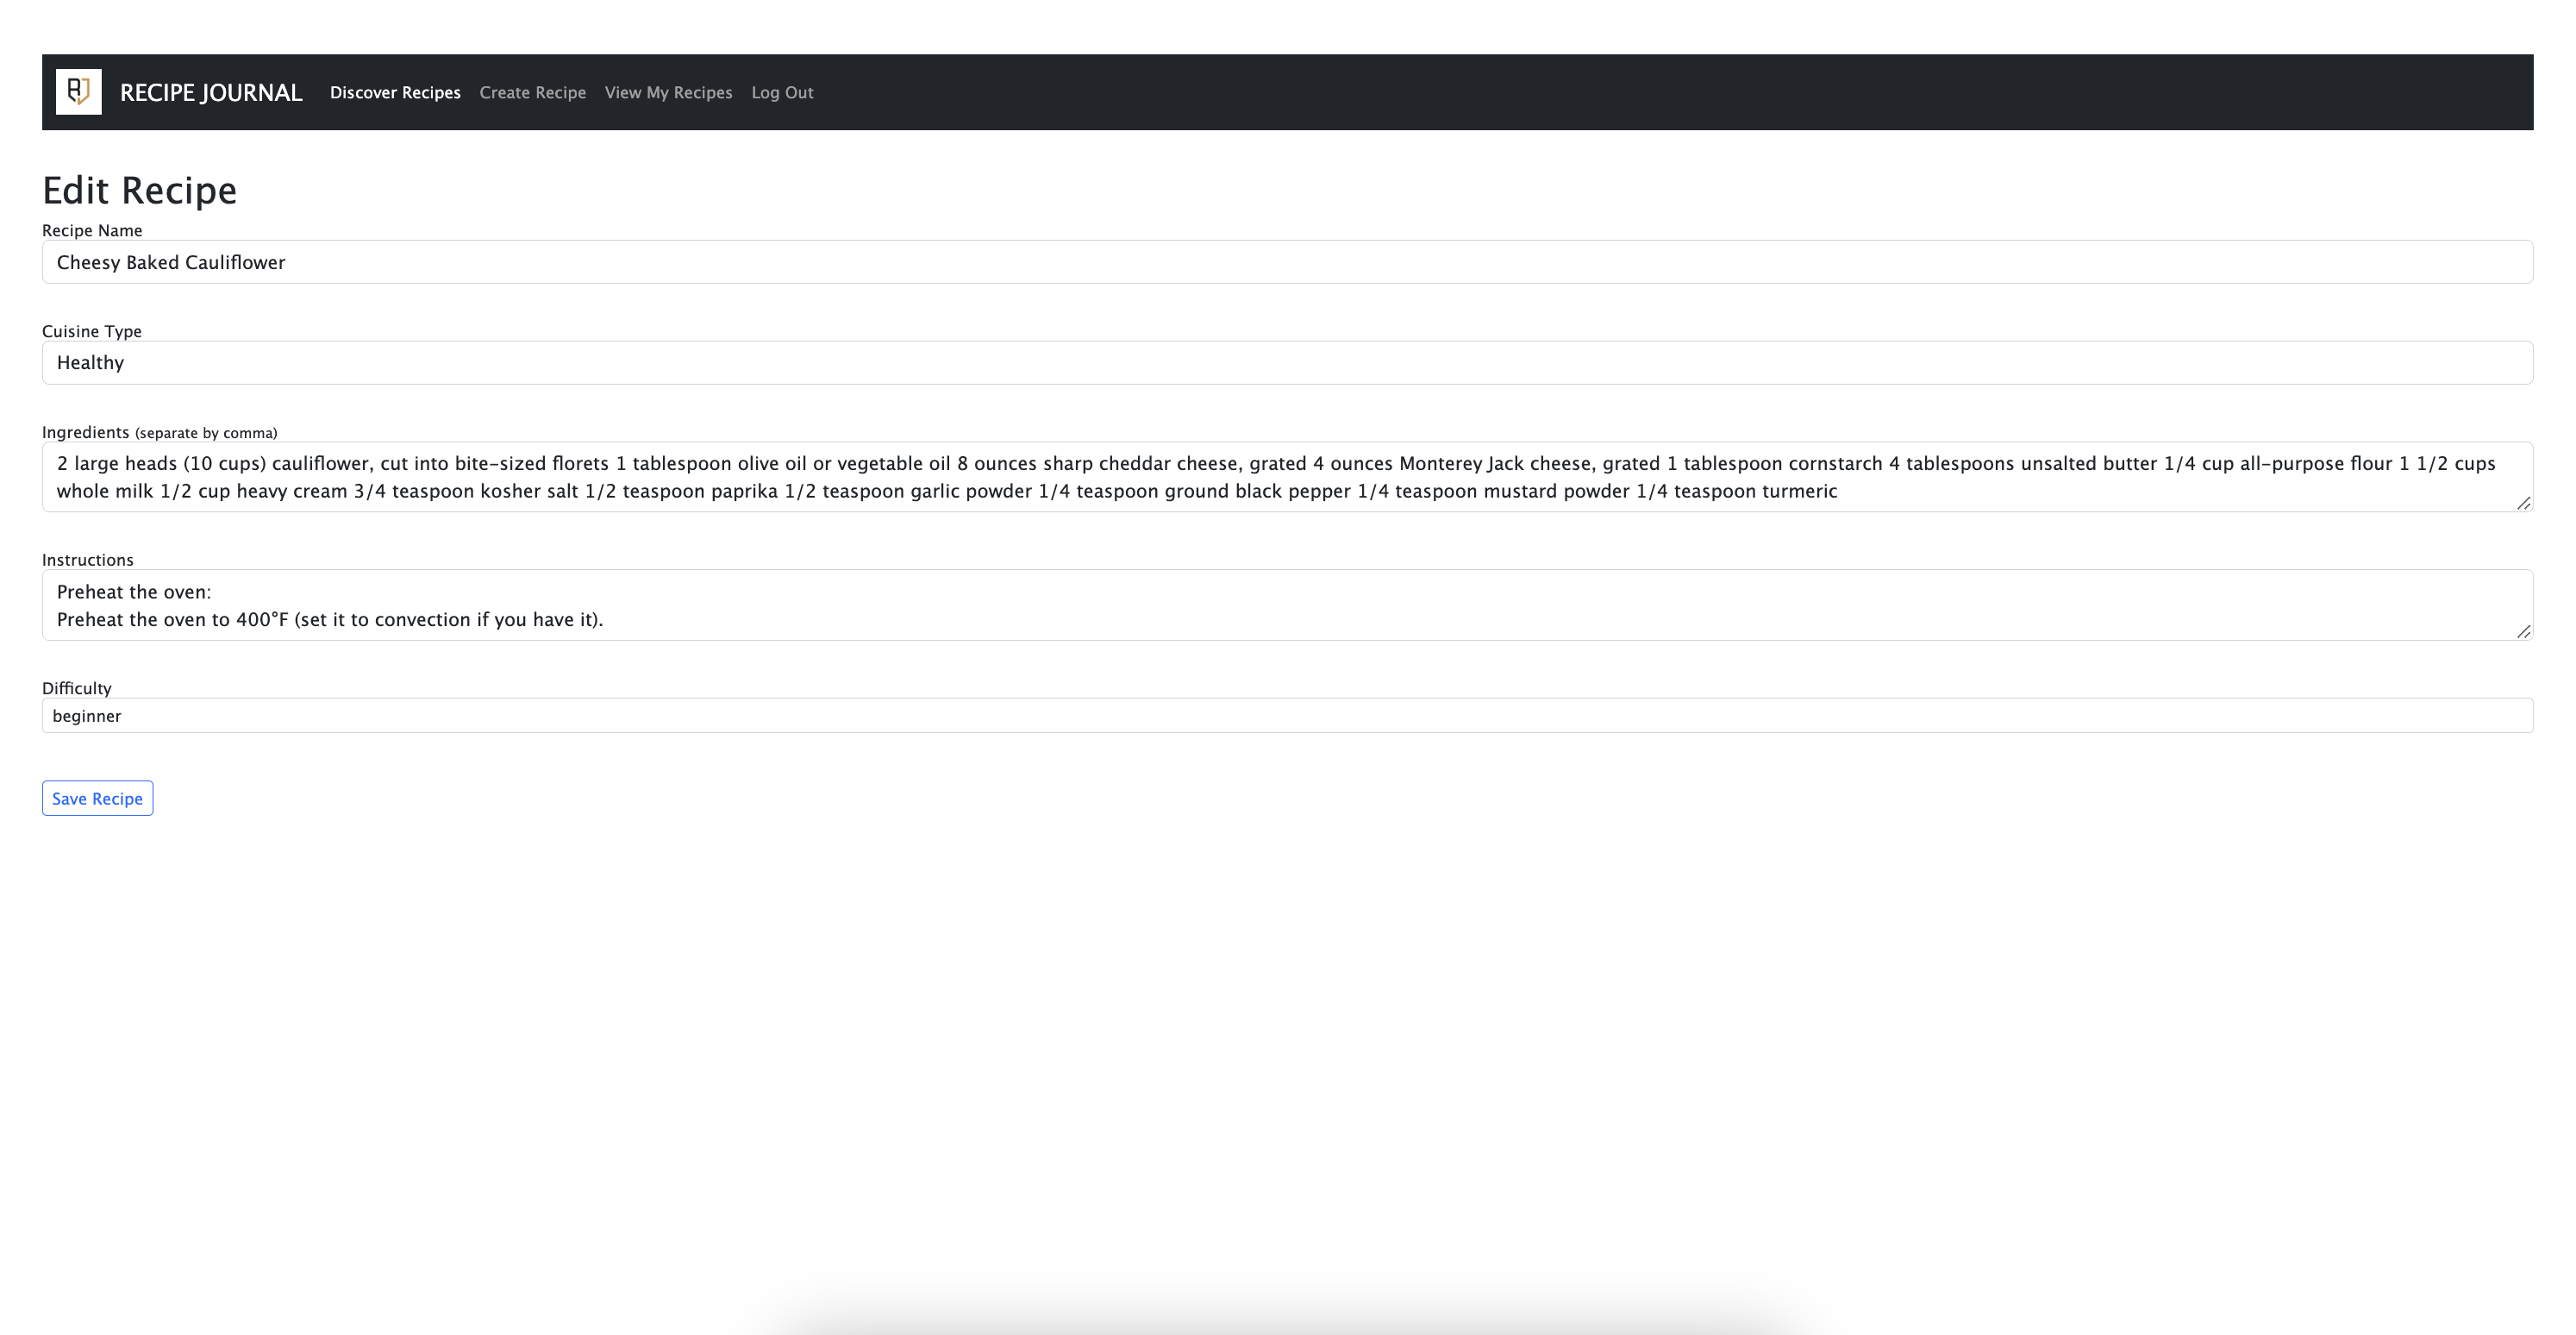 RECIPE JOURNAL Discover Recipes Create Recipe View My Recipes Log Out
Edit Recipe
Recipe Name
Cheesy Baked Cauliflower
Cuisine Type
Healthy
Ingredients (separate by comma)
2 large heads (10 cups) cauliflower, cut into bite-sized florets 1 tablespoon olive oil or vegetable oil 8 ounces sharp cheddar cheese, grated 4 ounces Monterey Jack cheese, grated 1 tablespoon cornstarch 4 tablespoons unsalted butter 1/4 cup all-purpose flour 1 1/2 cups
whole milk 1/2 cup heavy cream 3/4 teaspoon kosher salt 1/2 teaspoon paprika 1/2 teaspoon garlic powder 1/4 teaspoon ground black pepper 1/4 teaspoon mustard powder 1/4 teaspoon turmeric
Instructions
Preheat the oven:
Preheat the oven to 400°F (set it to convection if you have it).
Difficulty
beginner
Save Recipe